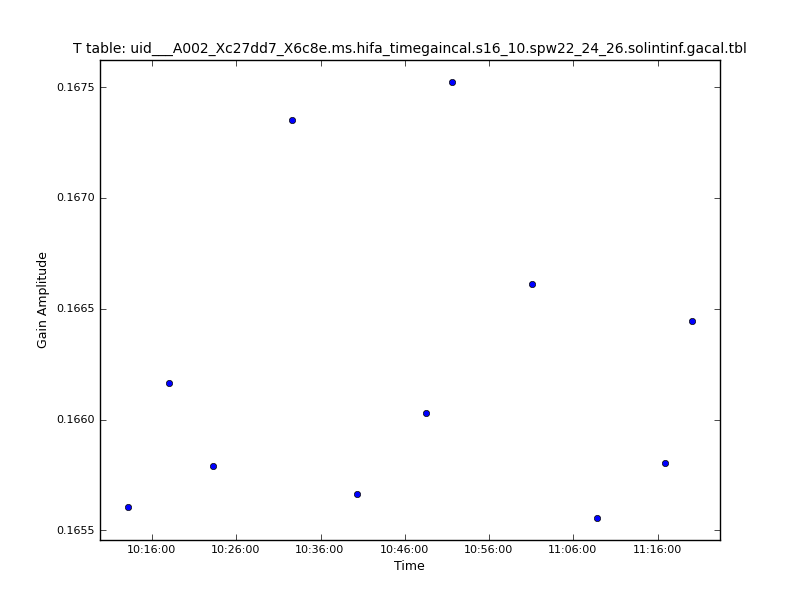 T table: uid___A002_Xc27dd7_X6c8e.ms.hifa_timegaincal.s16_10.spw22_24_26.solintinf.gacal.tbl
0.1675
0.1670
0.1665
0.1660
0.1655
Gain Amplitude
10:16:00 10:26:00 10:36:00 10:46:00 10:56:00 11:06:00 11:16:00
Time